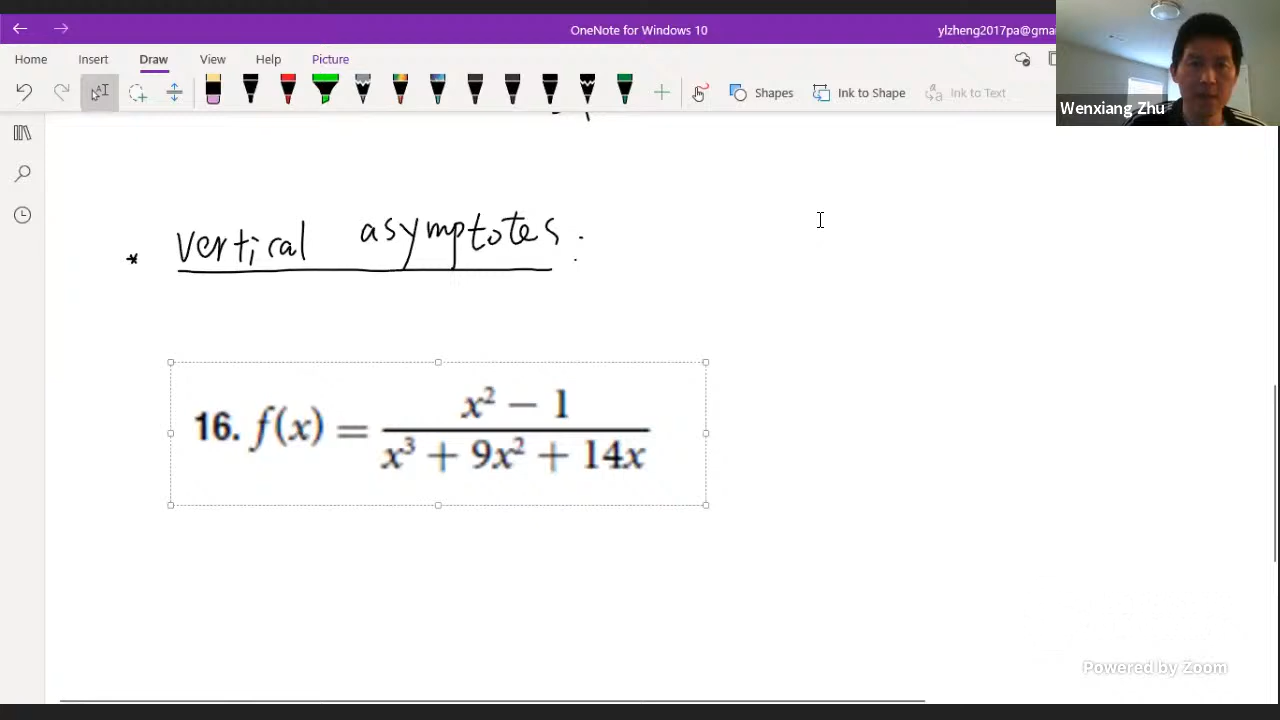 OneNote for Windows 10
ylzheng2017pa@gma
Home Insert Draw View Help Picture
Shapes Ink to Shape Ink to Text
Wenxiang Zhu
* vertical asymptotes:
16. f(x) = x² − 1
x³ + 9x² + 14x
Powered by Zoom